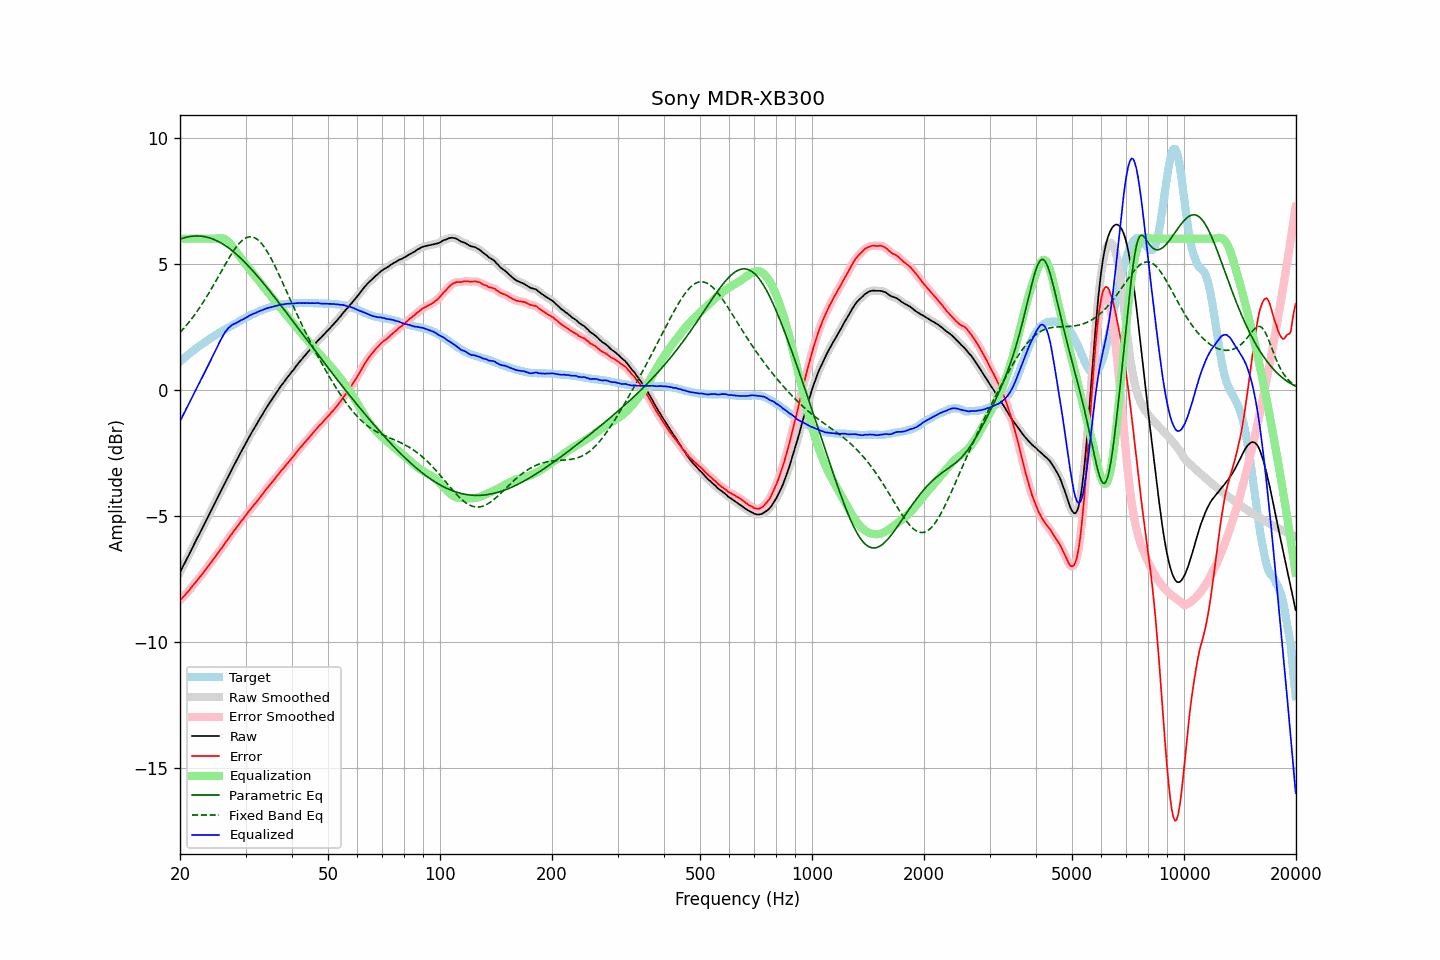 Sony MDR-XB300
Amplitude (dBr)
10
5
0
−5
−10
−15
Target
Raw Smoothed
Error Smoothed
Raw
Error
Equalization
Parametric Eq
Fixed Band Eq
Equalized
20 50 100 200 500 1000 2000 5000 10000 20000
Frequency (Hz)